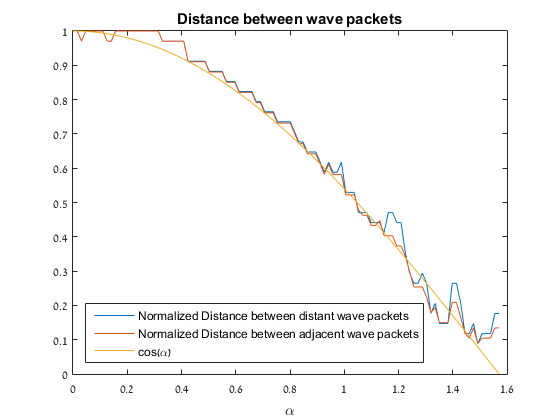 Distance between wave packets
1
0.9
0.8
0.7
0.6
0.5
0.4
0.3
0.2
0.1
0
Normalized Distance between distant wave packets
Normalized Distance between adjacent wave packets
cos(α)
0 0.2 0.4 0.6 0.8 1 1.2 1.4 1.6
α